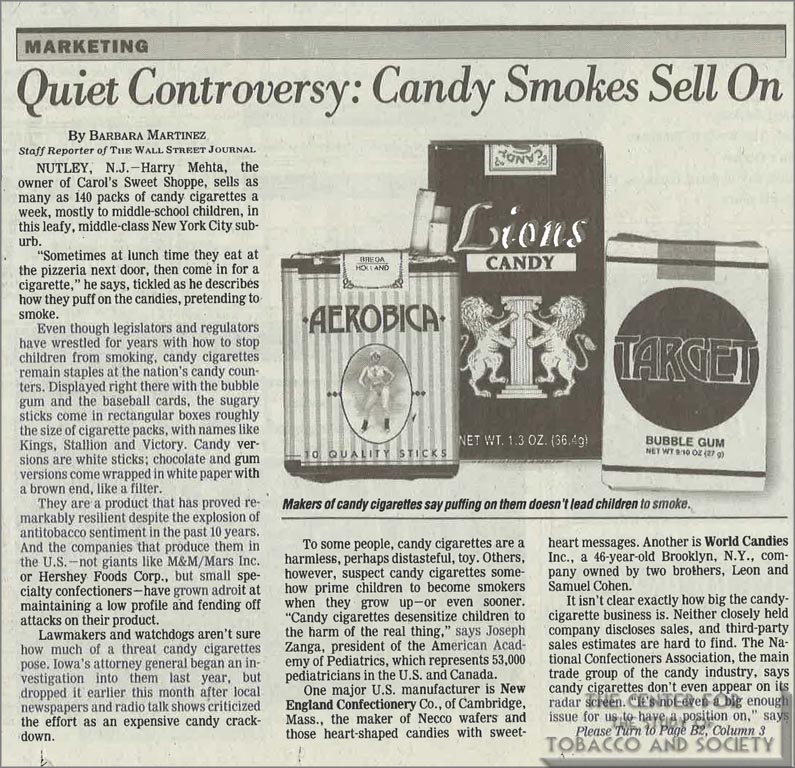 MARKETING
Quiet Controversy: Candy Smokes Sell On
By BARBARA MARTINEZ
Staff Reporter of THE WALL STREET JOURNAL
NUTLEY, N.J.—Harry Mehta, the
owner of Carol's Sweet Shoppe, sells as
many as 140 packs of candy cigarettes a
week, mostly to middle-school children, in
this leafy, middle-class New York City sub-
urb.
"Sometimes at lunch time they eat at
the pizzeria next door, then come in for a
cigarette," he says, tickled as he describes
how they puff on the candies, pretending to
smoke.
Even though legislators and regulators
have wrestled for years with how to stop
children from smoking, candy cigarettes
remain staples at the nation's candy coun-
ters. Displayed right there with the bubble
gum and the baseball cards, the sugary
sticks come in rectangular boxes roughly
the size of cigarette packs, with names like
Kings, Stallion and Victory. Candy ver-
sions are white sticks; chocolate and gum
versions come wrapped in white paper with
a brown end, like a filter.
They are a product that has proved re-
markably resilient despite the explosion of
antitobacco sentiment in the past 10 years.
And the companies that produce them in
the U.S.—not giants like M&M/Mars Inc.
or Hershey Foods Corp., but small spe-
cialty confectioners—have grown adroit at
maintaining a low profile and fending off
attacks on their product.
Lawmakers and watchdogs aren't sure
how much of a threat candy cigarettes
pose. Iowa's attorney general began an in-
vestigation into them last year, but
dropped it earlier this month after local
newspapers and radio talk shows criticized
the effort as an expensive candy crack-
down.
CANDY
Lions
CANDY
NET WT. 1.3 OZ. (36.4g)
BREDA
HOLLAND
AEROBICA
10 QUALITY STICKS
TARGET
BUBBLE GUM
NET WT 9/10 OZ (27 g)
Makers of candy cigarettes say puffing on them doesn't lead children to smoke.
To some people, candy cigarettes are a
harmless, perhaps distasteful, toy. Others,
however, suspect candy cigarettes some-
how prime children to become smokers
when they grow up—or even sooner.
"Candy cigarettes desensitize children to
the harm of the real thing," says Joseph
Zanga, president of the American Acad-
emy of Pediatrics, which represents 53,000
pediatricians in the U.S. and Canada.
One major U.S. manufacturer is New
England Confectionery Co., of Cambridge,
Mass., the maker of Necco wafers and
those heart-shaped candies with sweet-
heart messages. Another is World Candies
Inc., a 46-year-old Brooklyn, N.Y., com-
pany owned by two brothers, Leon and
Samuel Cohen.
It isn't clear exactly how big the candy-
cigarette business is. Neither closely held
company discloses sales, and third-party
sales estimates are hard to find. The Na-
tional Confectioners Association, the main
trade group of the candy industry, says
candy cigarettes don't even appear on its
radar screen. "It's not even a big enough
issue for us to have a position on," says
Please Turn to Page B2, Column 3
THE CENTER FOR
THE STUDY OF
TOBACCO AND SOCIETY